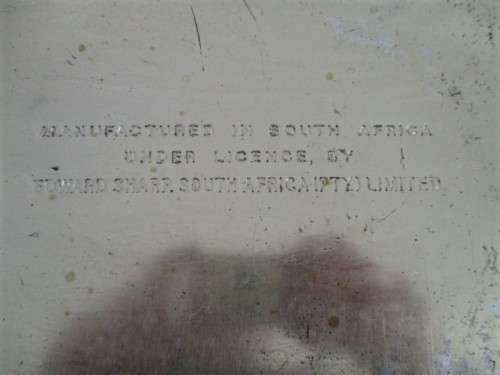 MANUFACTURED IN SOUTH AFRICA
UNDER LICENCE, BY
EDWARD SHARP SOUTH AFRICA (PTY) LIMITED